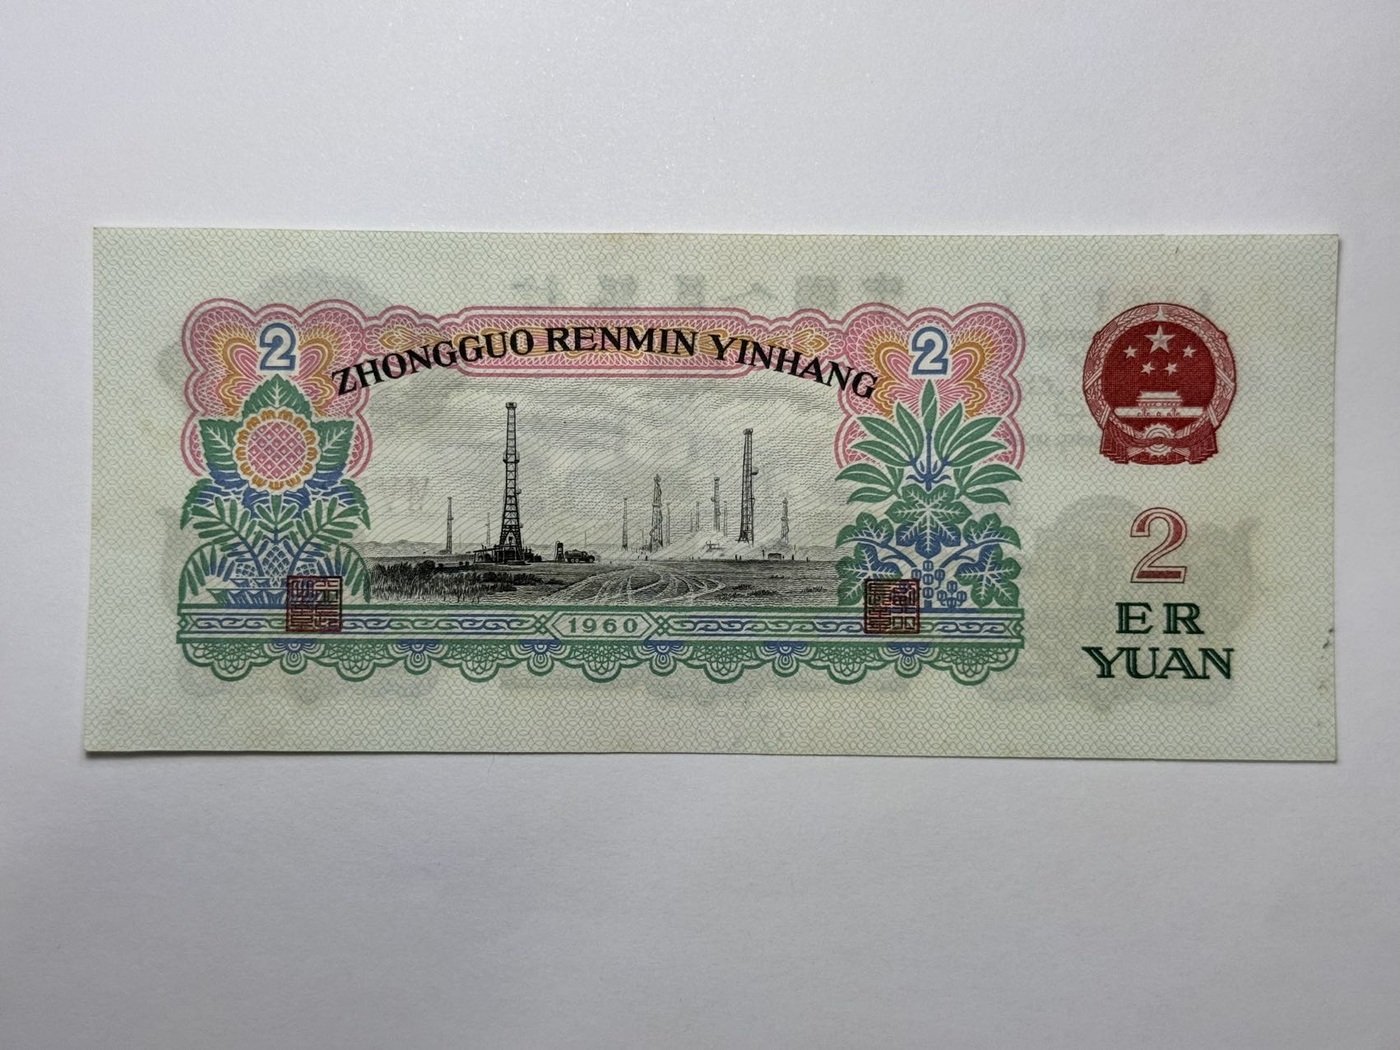 2
ZHONGGUO RENMIN YINHANG
2
1960
2
ER
YUAN